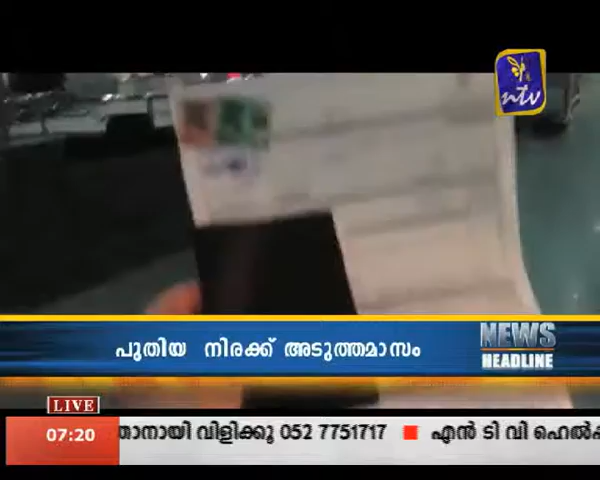 ntv
പുതിയ നിരക്ക് അടുത്തമാസം
NEWS
HEADLINE
LIVE
07:20
താനായി വിളിക്കൂ 052 7751717 ■ എൻ ടി വി ഹെൽപ്